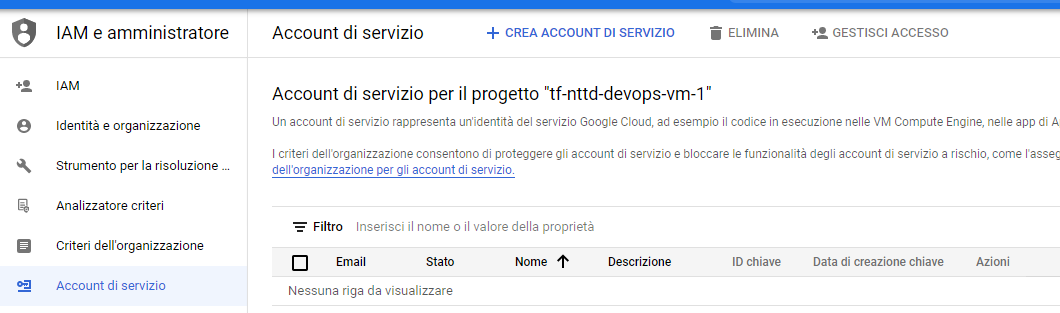 IAM e amministratore
Account di servizio
CREA ACCOUNT DI SERVIZIO
ELIMINA
GESTISCI ACCESSO
IAM
Identità e organizzazione
Strumento per la risoluzione ...
Analizzatore criteri
Criteri dell'organizzazione
Account di servizio
Account di servizio per il progetto "tf-nttd-devops-vm-1"
Un account di servizio rappresenta un'identità del servizio Google Cloud, ad esempio il codice in esecuzione nelle VM Compute Engine, nelle app di
I criteri dell'organizzazione consentono di proteggere gli account di servizio e bloccare le funzionalità degli account di servizio a rischio, come
dell'organizzazione per gli account di servizio.
Filtro Inserisci il nome o il valore della proprietà
Email Stato Nome Descrizione ID chiave Data di creazione chiave Azioni
Nessuna riga da visualizzare